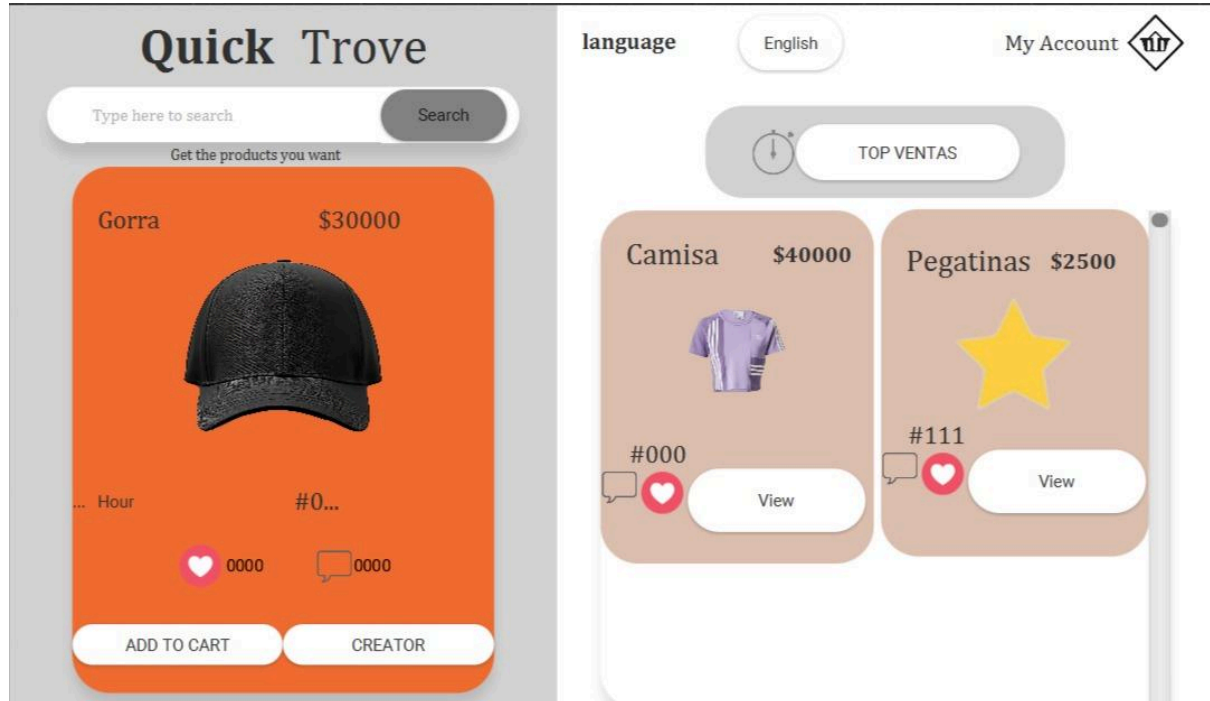 Quick Trove
Type here to search
Search
Get the products you want
Gorra $30000
... Hour #0...
0000 0000
ADD TO CART CREATOR
language English My Account
TOP VENTAS
Camisa $40000
#000
View
Pegatinas $2500
#111
View